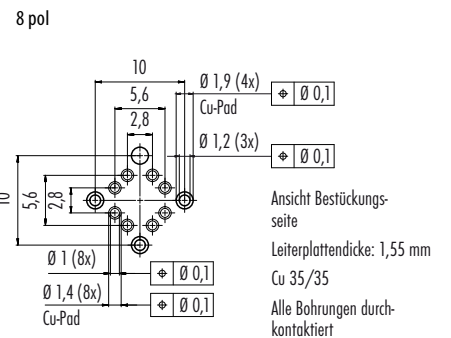 8 pol
10
5,6
2,8
Ø 1,9 (4x)
Cu-Pad
⌖ Ø 0,1
Ø 1,2 (3x)
⌖ Ø 0,1
10
5,6
2,8
Ø 1 (8x)
⌖ Ø 0,1
Ø 1,4 (8x)
Cu-Pad
⌖ Ø 0,1
Ansicht Bestückungs-
seite
Leiterplattendicke: 1,55 mm
Cu 35/35
Alle Bohrungen durch-
kontaktiert